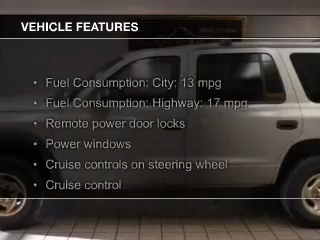 VEHICLE FEATURES
• Fuel Consumption: City: 13 mpg
• Fuel Consumption: Highway: 17 mpg
• Remote power door locks
• Power windows
• Cruise controls on steering wheel
• Cruise control